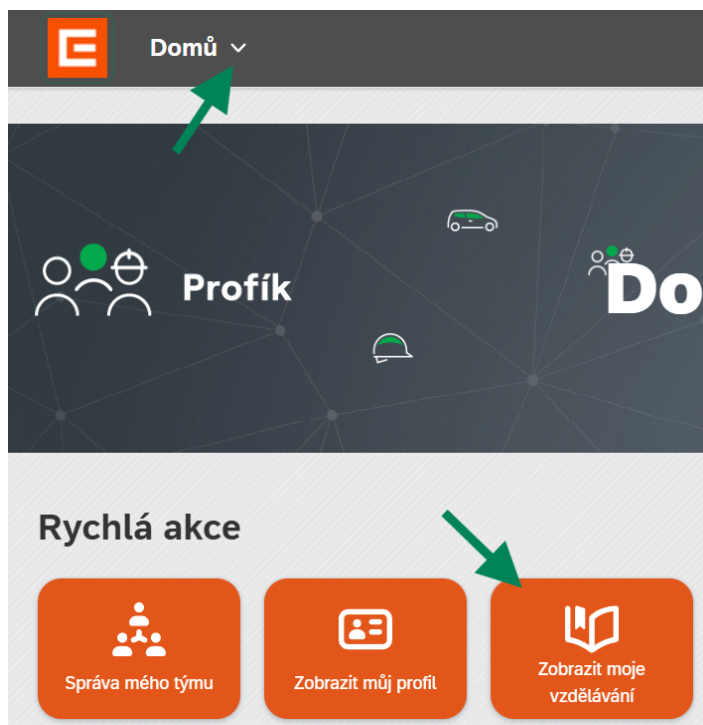 Domů
Profík
Do
Rychlá akce
Správa mého týmu
Zobrazit můj profil
Zobrazit moje
vzdělávání